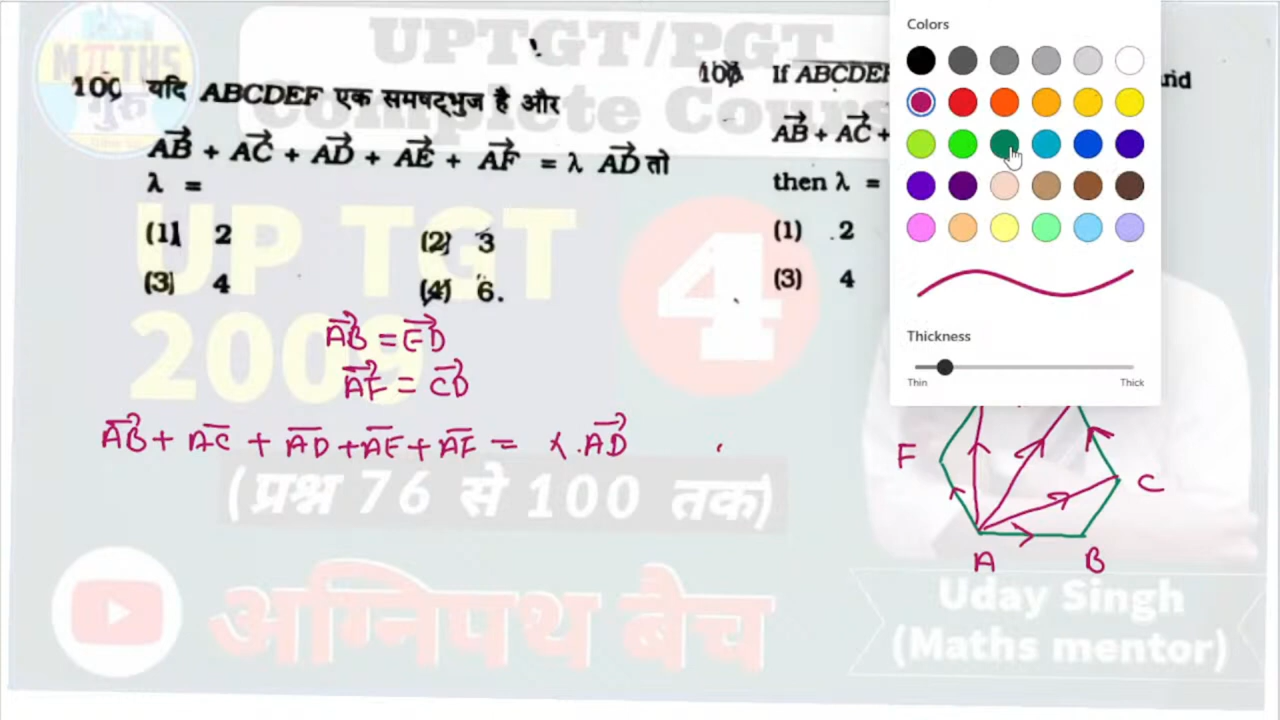 UPTGT/PGT
Complete Cour
MATHS
गुरु
100 यदि ABCDEF एक समषट्भुज है और
AB + AC + AD + AE + AF = λ AD तो
λ =
(1) 2 (2) 3
(3) 4 (4) 6.
If ABCDEF and
AB + AC +
then λ =
(1) 2
(3) 4
UP TGT
2009
4
(प्रश्न 76 से 100 तक)
AB = ED
AF = CD
AB + AC + AD + AE + AF = λ. AD
Colors
Thickness
Thin Thick
F
C
A B
अग्निपथ बैच
Uday Singh
(Maths mentor)